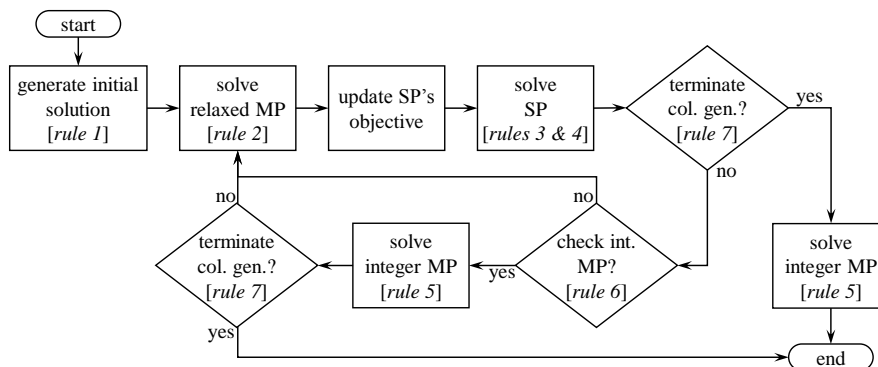 start
generate initial
solution
[rule 1]
solve
relaxed MP
[rule 2]
update SP's
objective
solve
SP
[rules 3 & 4]
terminate
col. gen.?
[rule 7]
yes
no
no
no
terminate
col. gen.?
[rule 7]
yes
solve
integer MP
[rule 5]
yes
check int.
MP?
[rule 6]
solve
integer MP
[rule 5]
end